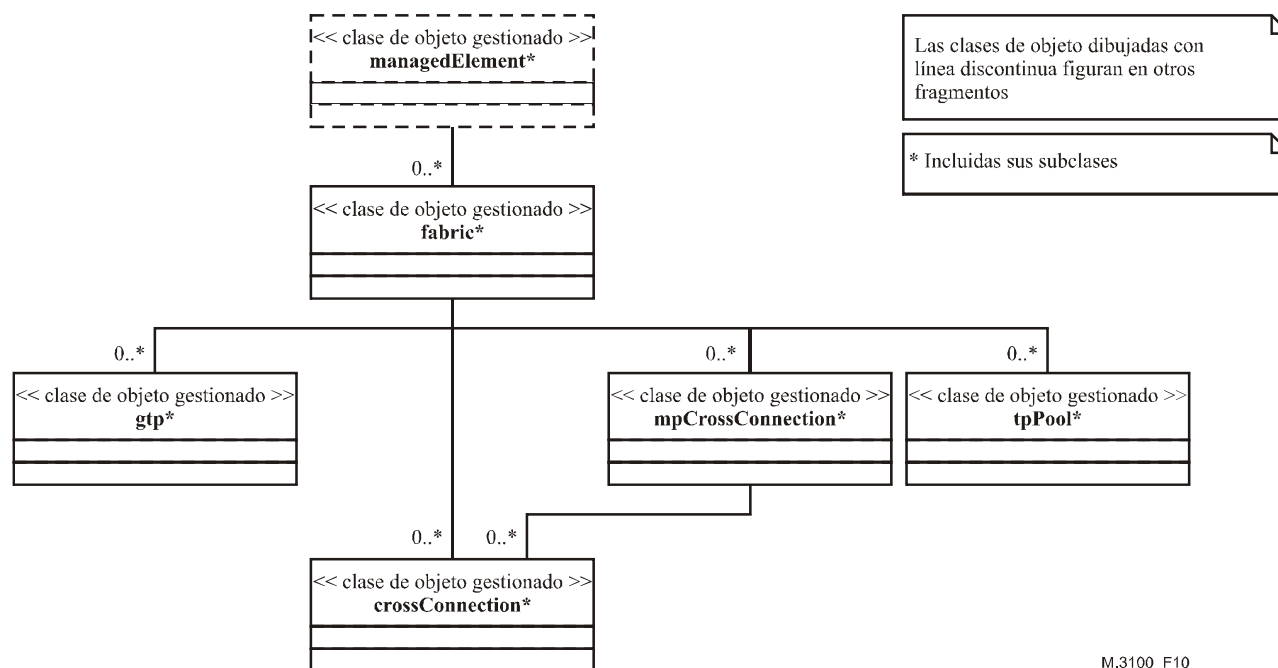 << clase de objeto gestionado >>
managedElement*
Las clases de objeto dibujadas con
línea discontinua figuran en otros
fragmentos
* Incluidas sus subclases
0..*
<< clase de objeto gestionado >>
fabric*
0..*
0..*
0..*
<< clase de objeto gestionado >>
gtp*
<< clase de objeto gestionado >>
mpCrossConnection*
<< clase de objeto gestionado >>
tpPool*
0..*
0..*
<< clase de objeto gestionado >>
crossConnection*
M.3100_F10